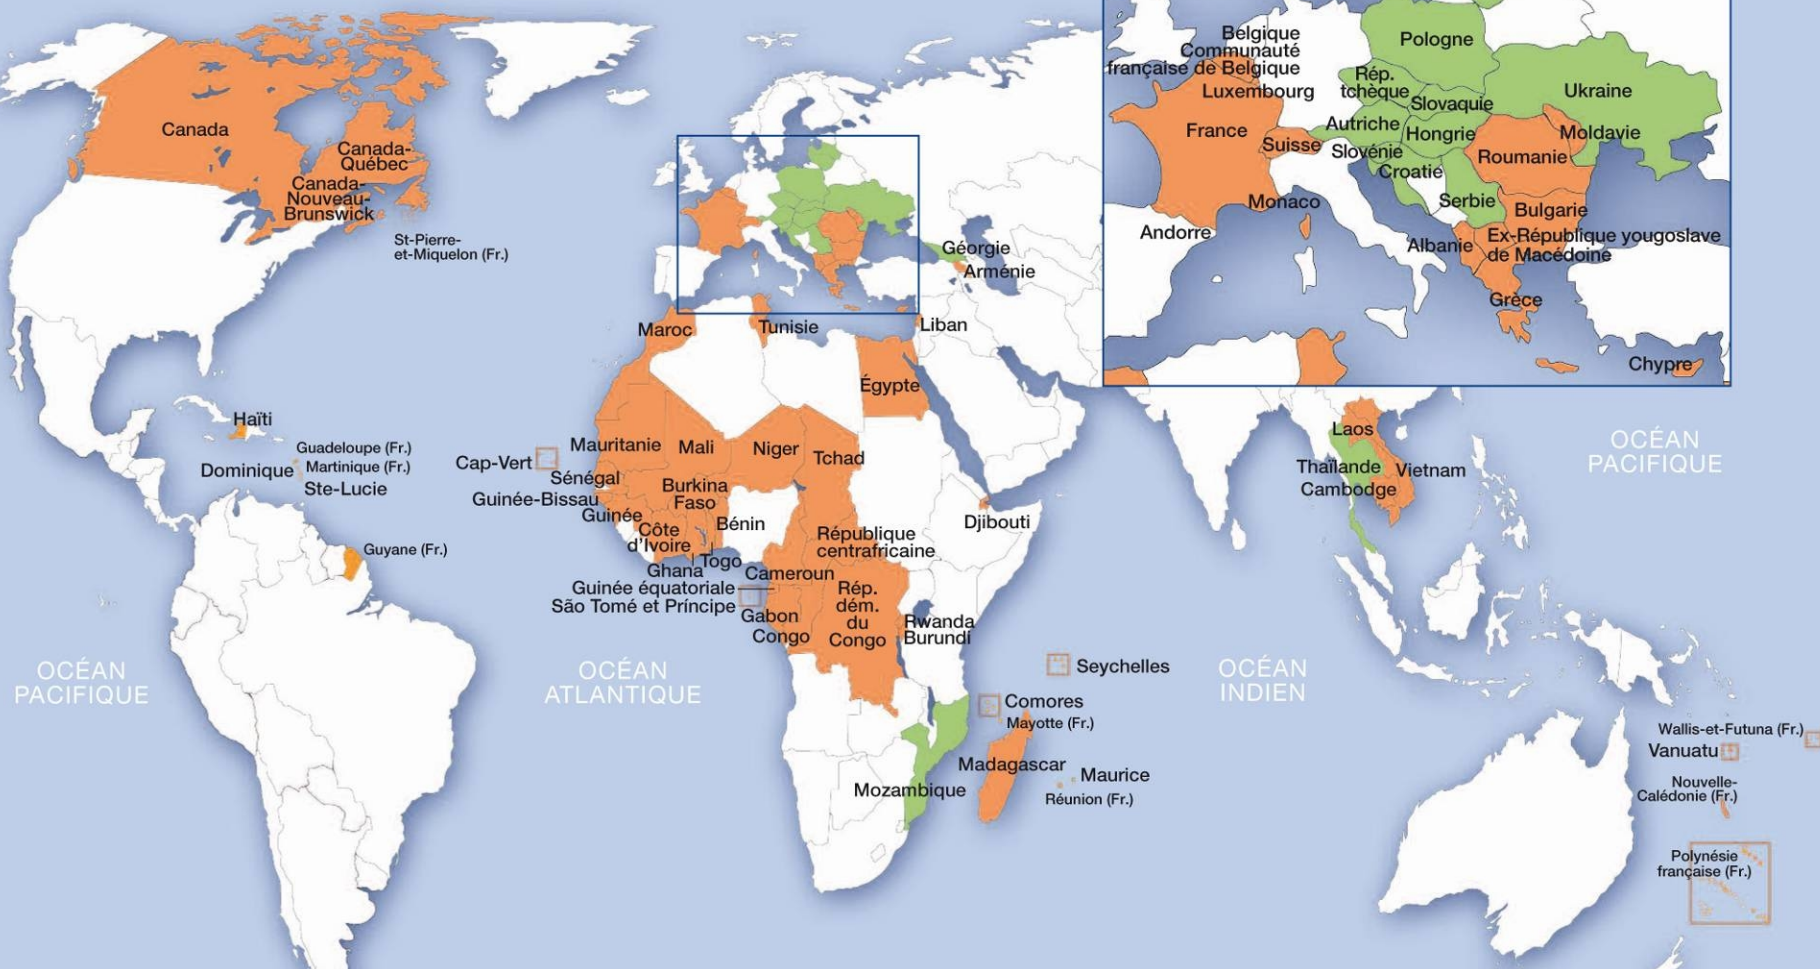 Canada
Canada-
Québec
Canada-
Nouveau-
Brunswick
St-Pierre-
et-Miquelon (Fr.)
Haïti
Guadeloupe (Fr.)
Dominique
Martinique (Fr.)
Ste-Lucie
Guyane (Fr.)
OCÉAN
PACIFIQUE
OCÉAN
ATLANTIQUE
Géorgie
Arménie
Maroc
Tunisie
Liban
Égypte
Mauritanie
Mali
Niger
Tchad
Cap-Vert
Sénégal
Burkina
Faso
Guinée-Bissau
Guinée
Côte
d'Ivoire
Bénin
République
centrafricaine
Djibouti
Togo
Ghana
Cameroun
Guinée équatoriale
São Tomé et Príncipe
Rép.
dém.
du
Congo
Gabon
Congo
Rwanda
Burundi
Seychelles
Comores
Mayotte (Fr.)
Madagascar
Maurice
Réunion (Fr.)
Mozambique
OCÉAN
INDIEN
Belgique
Communauté
française de Belgique
Luxembourg
Pologne
Rép.
tchèque
Ukraine
Slovaquie
France
Autriche
Hongrie
Moldavie
Suisse
Slovénie
Roumanie
Croatie
Monaco
Serbie
Bulgarie
Andorre
Albanie
Ex-République yougoslave
de Macédoine
Grèce
Chypre
Laos
Thaïlande
Vietnam
Cambodge
OCÉAN
PACIFIQUE
Wallis-et-Futuna (Fr.)
Vanuatu
Nouvelle-
Calédonie (Fr.)
Polynésie
française (Fr.)